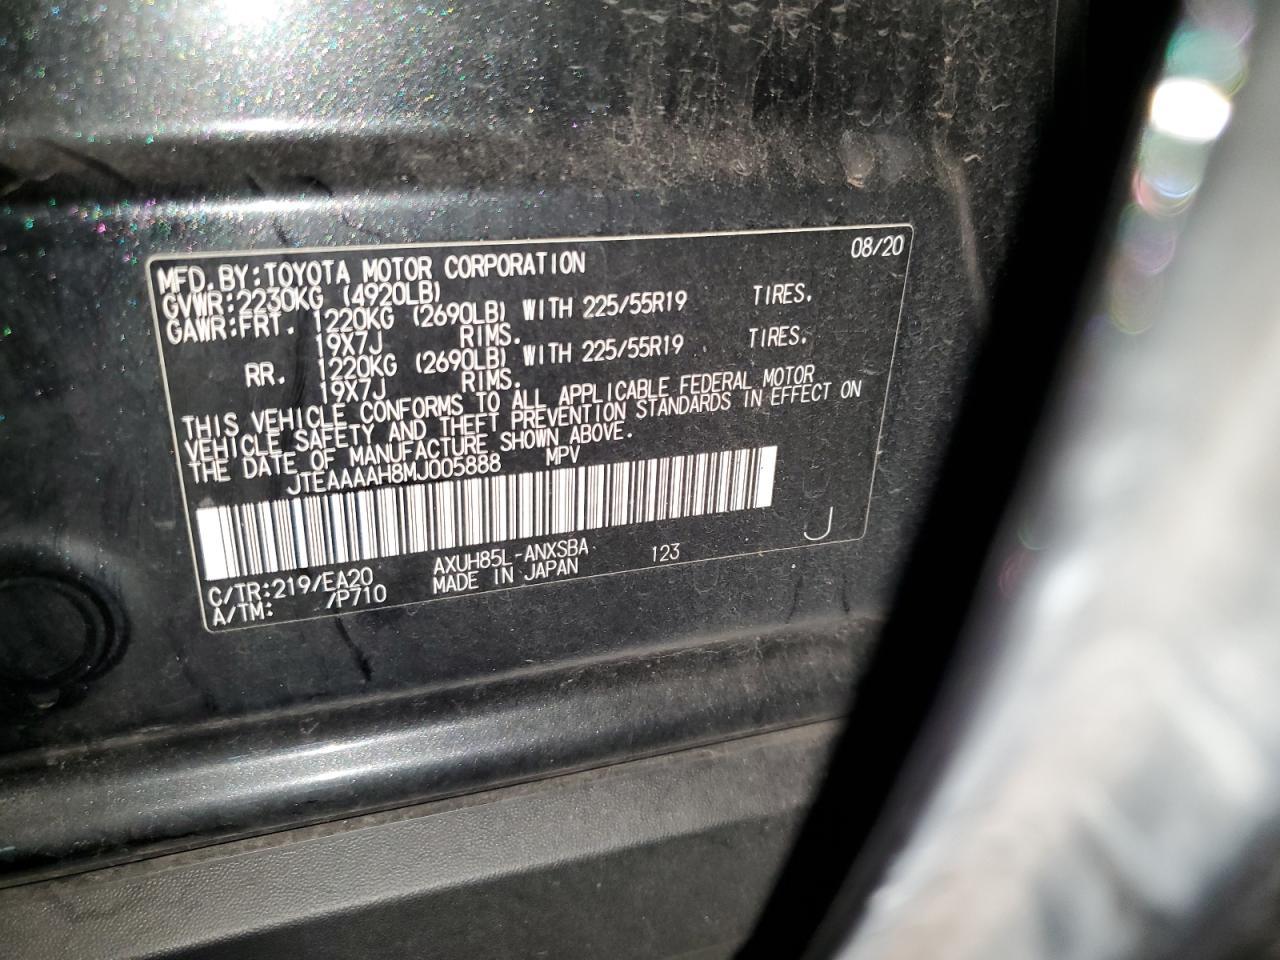 MFD.BY:TOYOTA MOTOR CORPORATION 08/20
GVWR:2230KG (4920LB)
GAWR:FRT. 1220KG (2690LB) WITH 225/55R19 TIRES.
19X7J RIMS.
RR. 1220KG (2690LB) WITH 225/55R19 TIRES.
19X7J RIMS.
THIS VEHICLE CONFORMS TO ALL APPLICABLE FEDERAL MOTOR
VEHICLE SAFETY AND THEFT PREVENTION STANDARDS IN EFFECT ON
THE DATE OF MANUFACTURE SHOWN ABOVE.
JTEAAAAH8MJ005888 MPV
J
C/TR:219/EA20 AXUH85L-ANXSBA 123
A/TM: /P710 MADE IN JAPAN